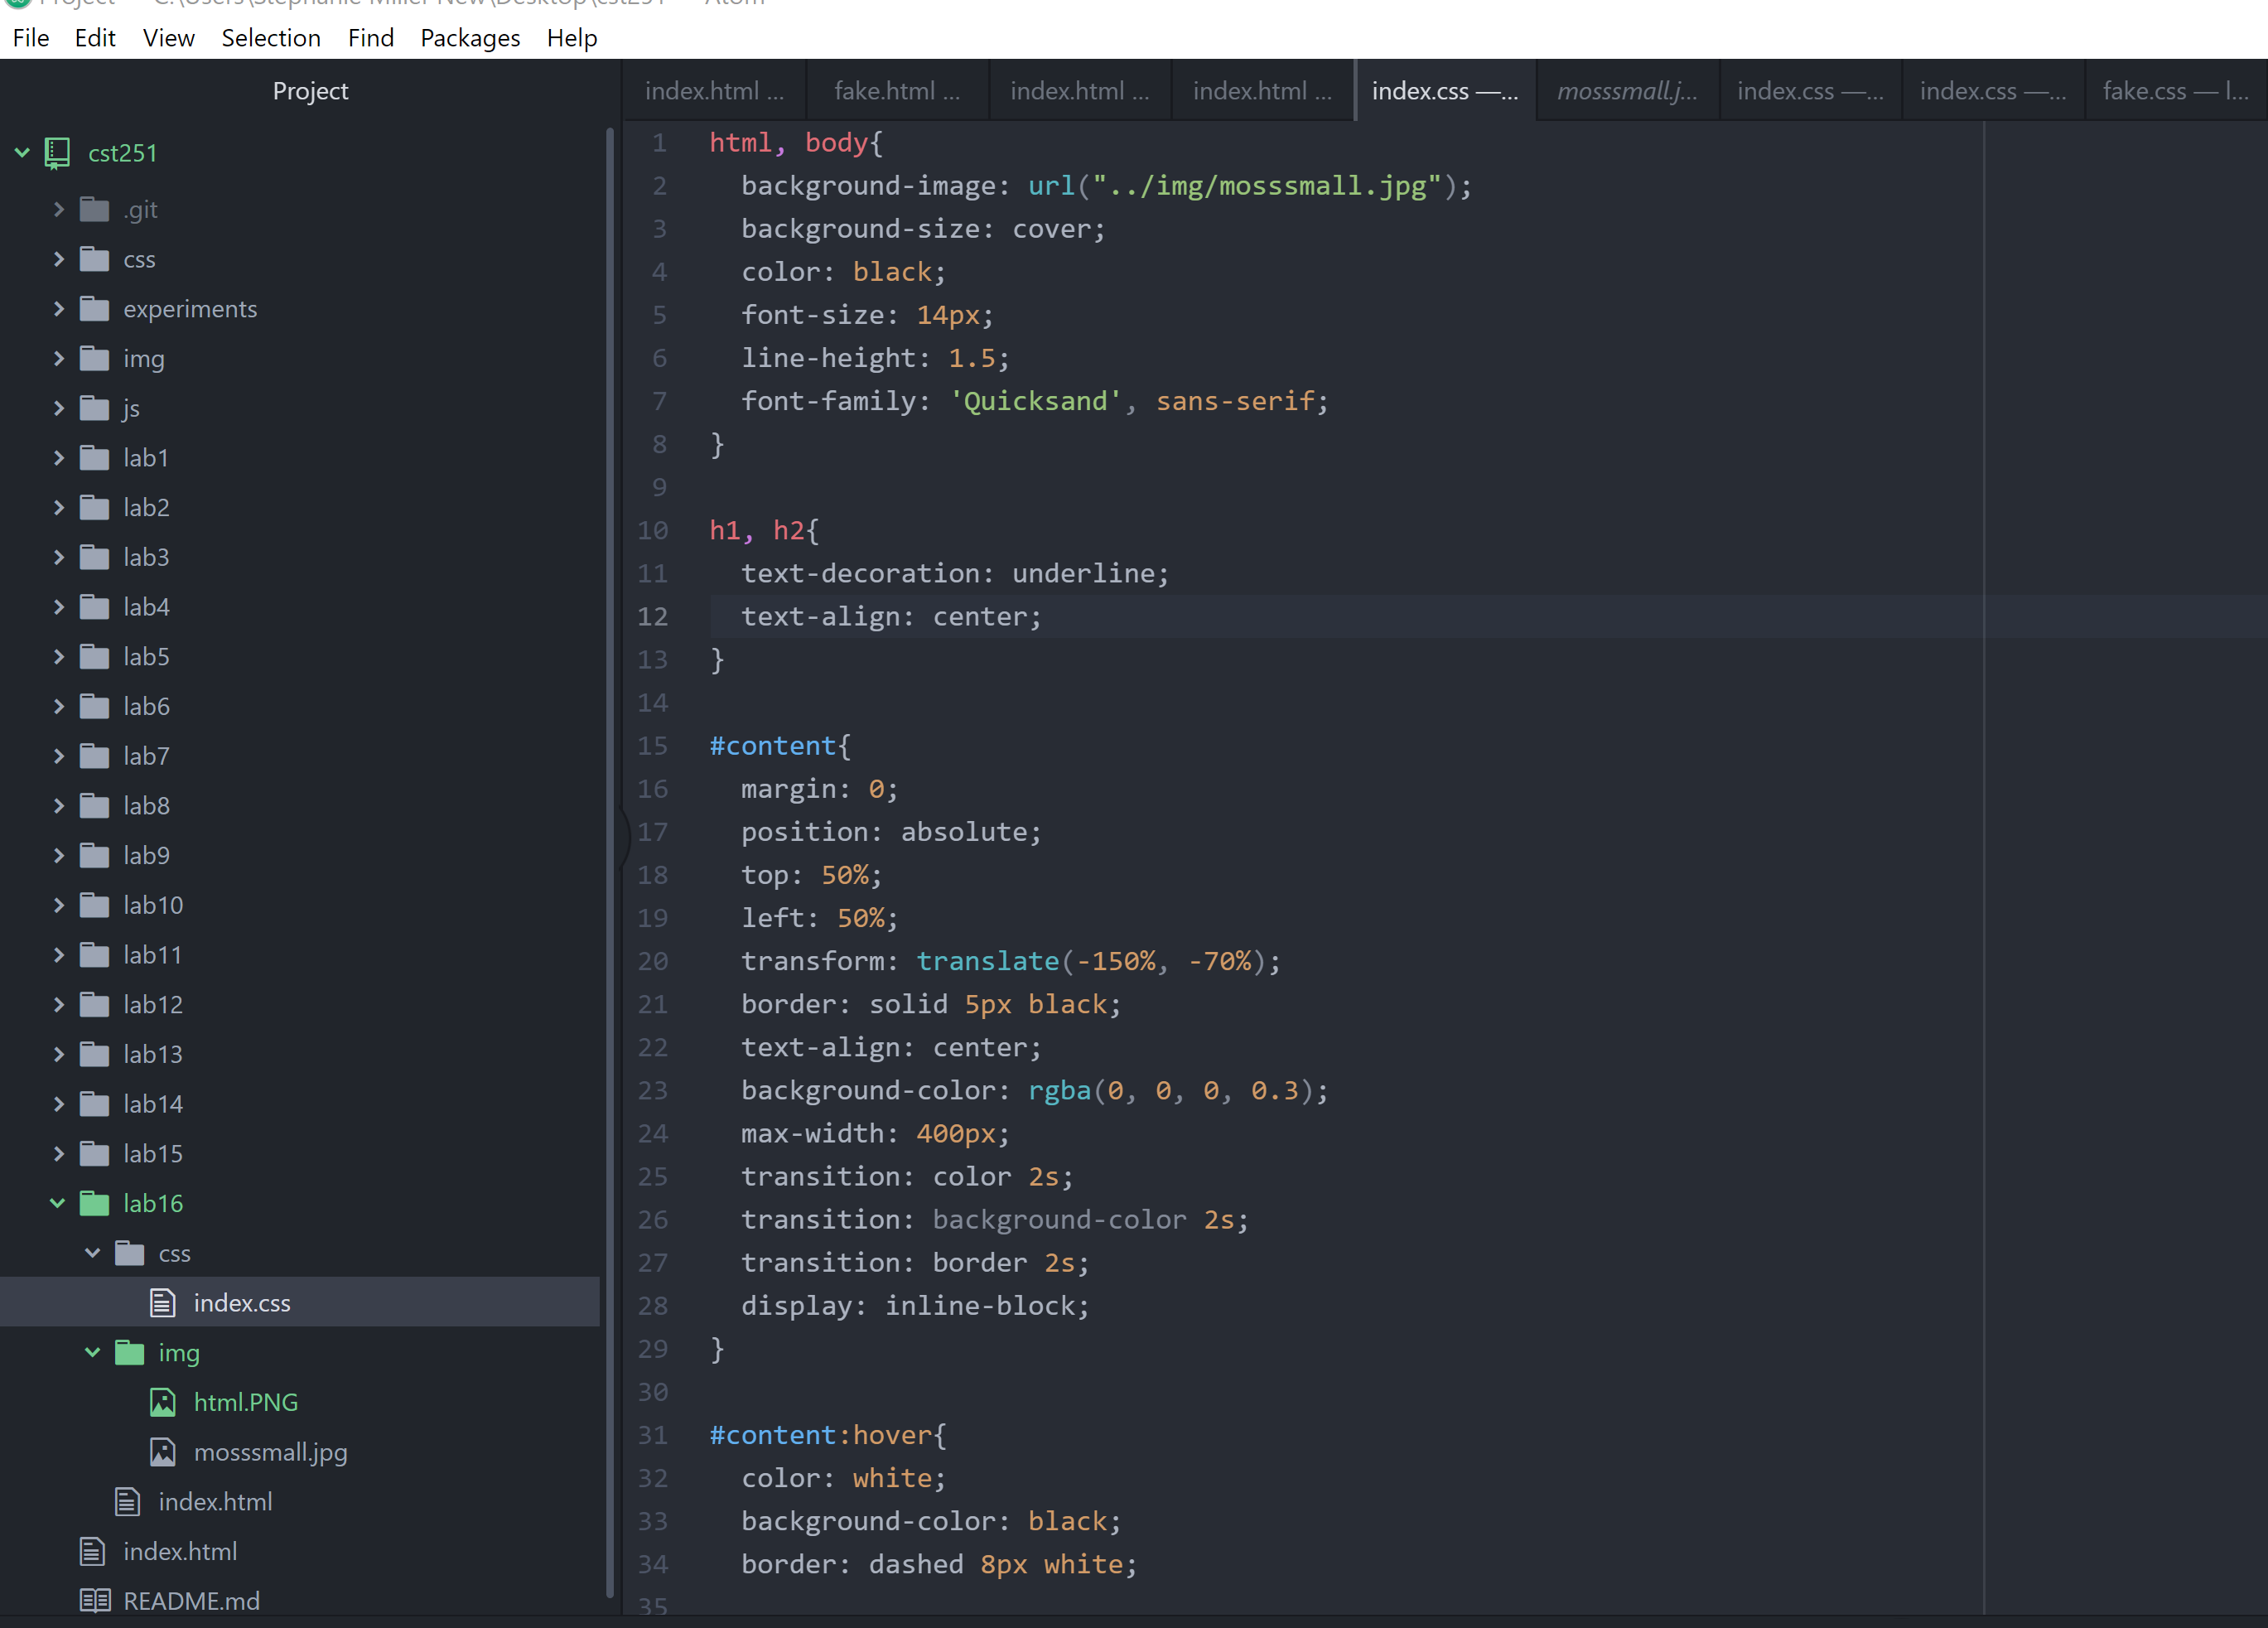 File Edit View Selection Find Packages Help
Project
cst251
.git
css
experiments
img
js
lab1
lab2
lab3
lab4
lab5
lab6
lab7
lab8
lab9
lab10
lab11
lab12
lab13
lab14
lab15
lab16
css
index.css
img
html.PNG
mosssmall.jpg
index.html
index.html
README.md
index.html ... fake.html ... index.html ... index.html ... index.css —... mosssmall.j... index.css —... index.css —... fake.css — l...
1 html, body{
2 background-image: url("../img/mosssmall.jpg");
3 background-size: cover;
4 color: black;
5 font-size: 14px;
6 line-height: 1.5;
7 font-family: 'Quicksand', sans-serif;
8 }
9
10 h1, h2{
11 text-decoration: underline;
12 text-align: center;
13 }
14
15 #content{
16 margin: 0;
17 position: absolute;
18 top: 50%;
19 left: 50%;
20 transform: translate(-150%, -70%);
21 border: solid 5px black;
22 text-align: center;
23 background-color: rgba(0, 0, 0, 0.3);
24 max-width: 400px;
25 transition: color 2s;
26 transition: background-color 2s;
27 transition: border 2s;
28 display: inline-block;
29 }
30
31 #content:hover{
32 color: white;
33 background-color: black;
34 border: dashed 8px white;
35